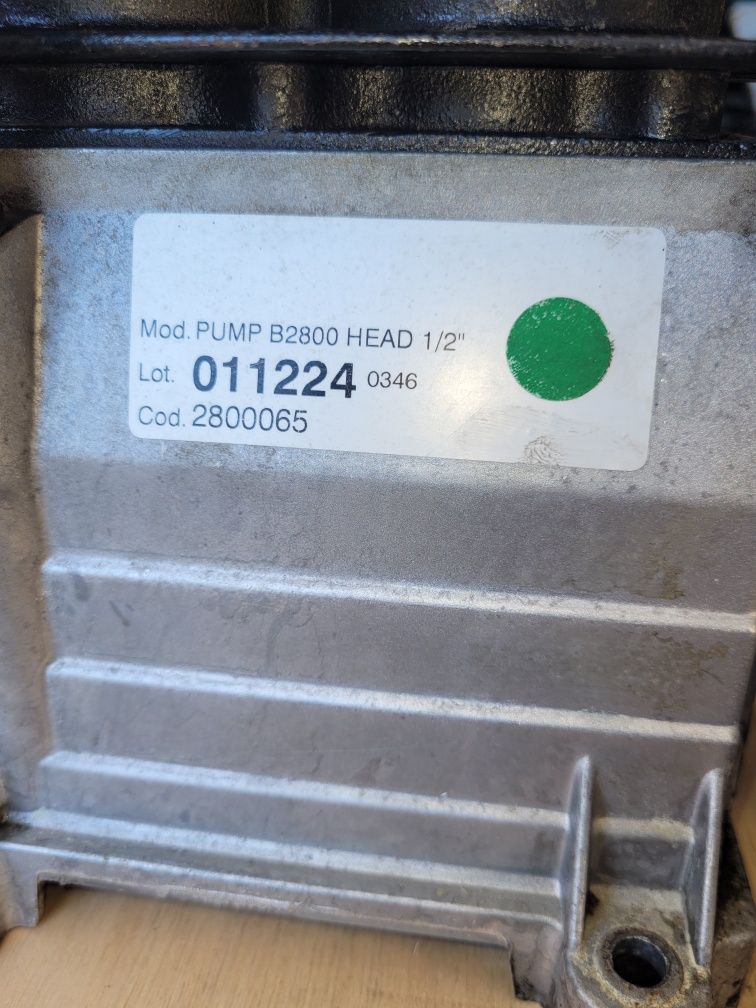 Mod. PUMP B2800 HEAD 1/2"
Lot. 011224 0346
Cod. 2800065